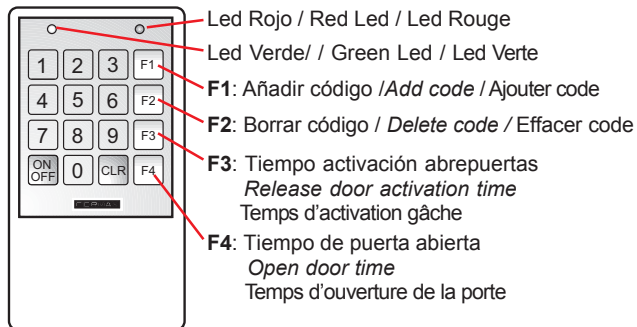 Led Rojo / Red Led / Led Rouge
Led Verde/ / Green Led / Led Verte
1 2 3 F1
F1: Añadir código /Add code / Ajouter code
4 5 6 F2
F2: Borrar código / Delete code / Effacer code
7 8 9 F3
F3: Tiempo activación abrepuertas
Release door activation time
Temps d'activation gâche
ON OFF 0 CLR F4
F4: Tiempo de puerta abierta
Open door time
Temps d'ouverture de la porte